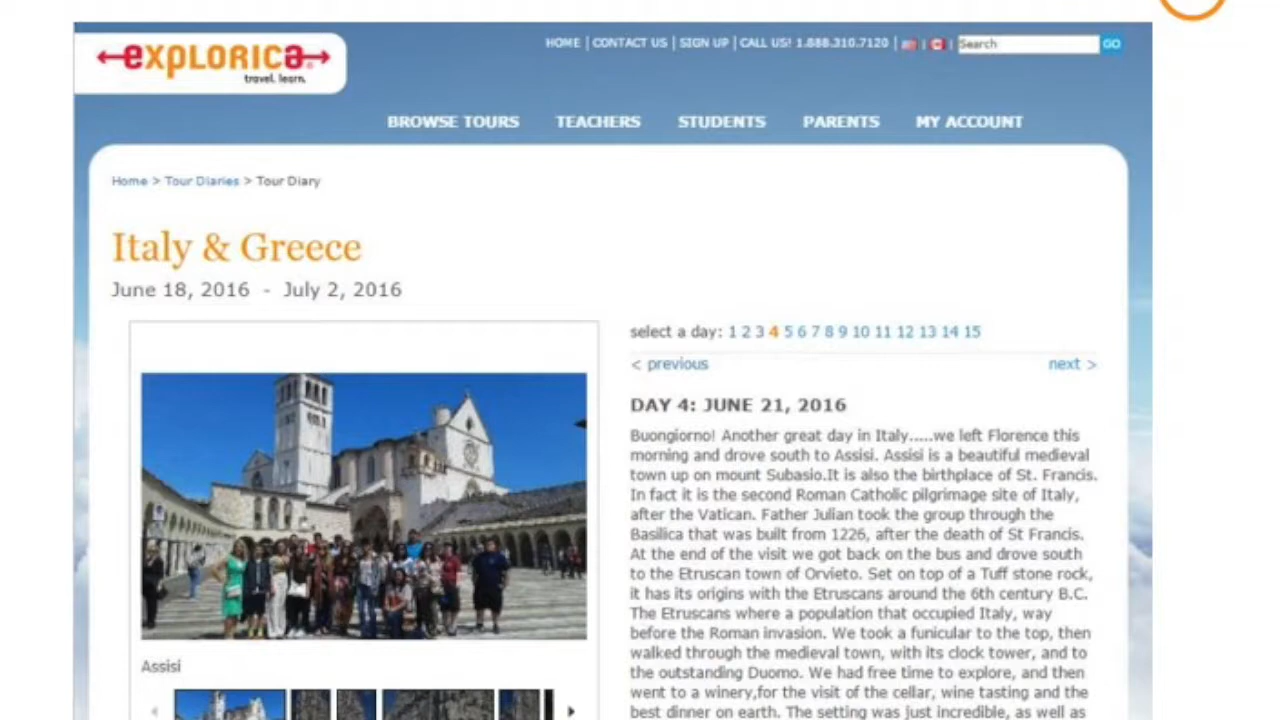 explorica
travel. learn.
HOME | CONTACT US | SIGN UP | CALL US! 1.888.310.7120 |
Search
GO
BROWSE TOURS
TEACHERS
STUDENTS
PARENTS
MY ACCOUNT
Home > Tour Diaries > Tour Diary
Italy & Greece
June 18, 2016 - July 2, 2016
select a day: 1 2 3 4 5 6 7 8 9 10 11 12 13 14 15
< previous
next >
DAY 4: JUNE 21, 2016
Buongiorno! Another great day in Italy.....we left Florence this
morning and drove south to Assisi. Assisi is a beautiful medieval
town up on mount Subasio.It is also the birthplace of St. Francis.
In fact it is the second Roman Catholic pilgrimage site of Italy,
after the Vatican. Father Julian took the group through the
Basilica that was built from 1226, after the death of St Francis.
At the end of the visit we got back on the bus and drove south
to the Etruscan town of Orvieto. Set on top of a Tuff stone rock,
it has its origins with the Etruscans around the 6th century B.C.
The Etruscans where a population that occupied Italy, way
before the Roman invasion. We took a funicular to the top, then
walked through the medieval town, with its clock tower, and to
the outstanding Duomo. We had free time to explore, and then
went to a winery,for the visit of the cellar, wine tasting and the
best dinner on earth. The setting was just incredible, as well as
Assisi